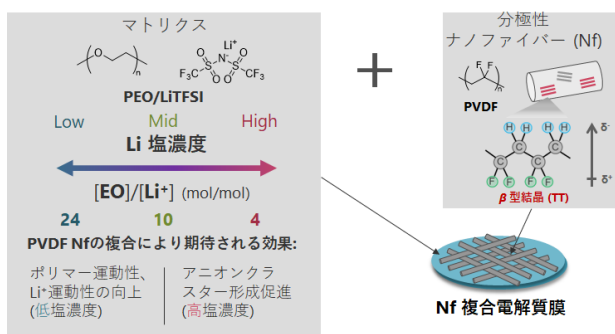 マトリクス
Li⁺
O
n
O O N⁻ O O
F₃C S S CF₃
PEO/LiTFSI
Low Mid High
Li 塩濃度
[EO]/[Li⁺] (mol/mol)
24 10 4
PVDF Nfの複合により期待される効果:
ポリマー運動性、
Li⁺運動性の向上
(低塩濃度)
アニオンクラ
スター形成促進
(高塩濃度)
+
分極性
ナノファイバー (Nf)
F F
n
PVDF
H H H H
C C C C
F F F F
δ⁻
δ⁺
β 型結晶 (TT)
Nf 複合電解質膜